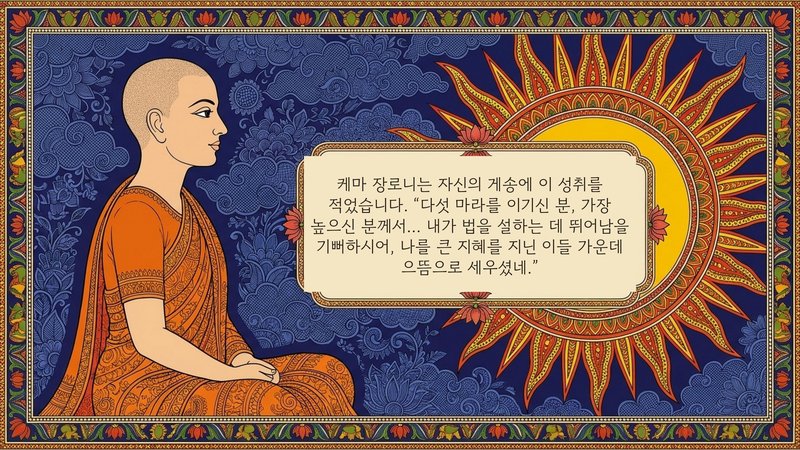 케마 장로니는 자신의 게송에 이 성취를
적었습니다. “다섯 마라를 이기신 분, 가장
높으신 분께서... 내가 법을 설하는 데 뛰어남을
기뻐하시어, 나를 큰 지혜를 지닌 이들 가운데
으뜸으로 세우셨네.”